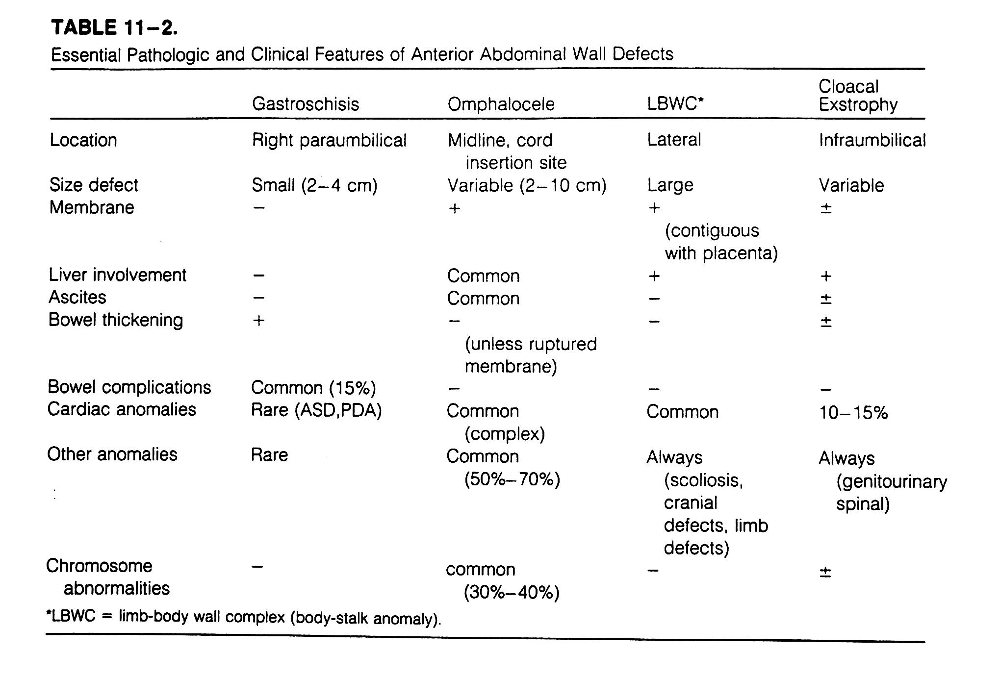 TABLE 11–2.
Essential Pathologic and Clinical Features of Anterior Abdominal Wall Defects
Cloacal
Gastroschisis Omphalocele LBWC* Exstrophy
Location Right paraumbilical Midline, cord Lateral Infraumbilical
insertion site
Size defect Small (2–4 cm) Variable (2–10 cm) Large Variable
Membrane − + + ±
(contiguous
with placenta)
Liver involvement − Common + +
Ascites − Common − ±
Bowel thickening + − − ±
(unless ruptured
membrane)
Bowel complications Common (15%) − − −
Cardiac anomalies Rare (ASD,PDA) Common Common 10–15%
(complex)
Other anomalies Rare Common Always Always
(50%–70%) (scoliosis, (genitourinary
cranial spinal)
defects, limb
defects)
Chromosome − common − ±
abnormalities (30%–40%)
*LBWC = limb-body wall complex (body-stalk anomaly).